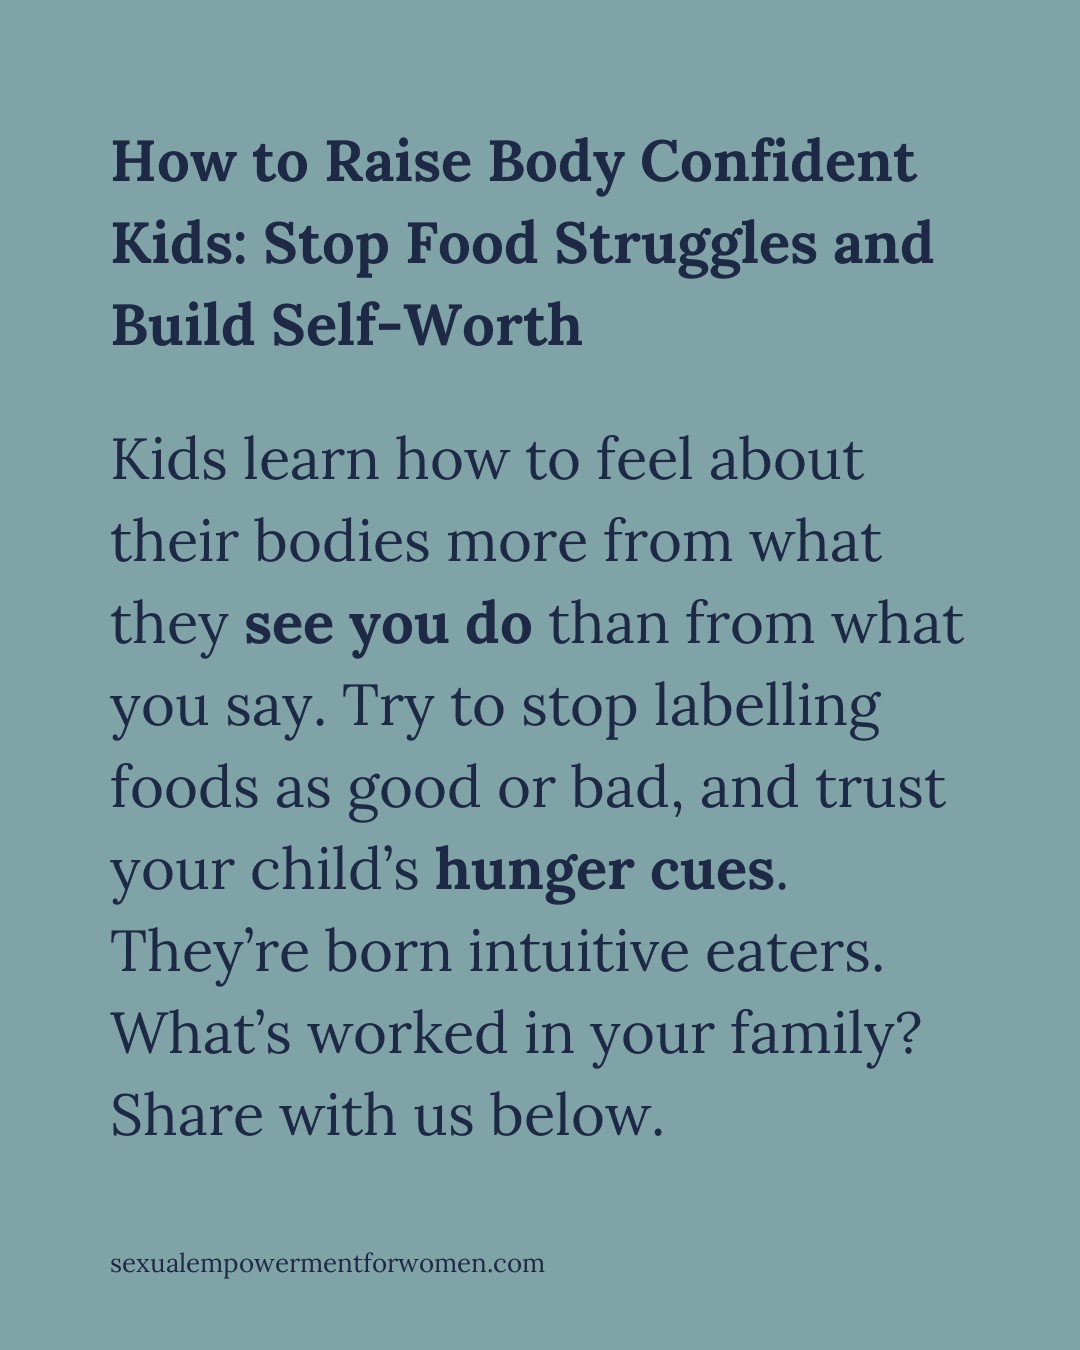 How to Raise Body Confident
Kids: Stop Food Struggles and
Build Self-Worth
Kids learn how to feel about
their bodies more from what
they see you do than from what
you say. Try to stop labelling
foods as good or bad, and trust
your child’s hunger cues.
They’re born intuitive eaters.
What’s worked in your family?
Share with us below.
sexualempowermentforwomen.com